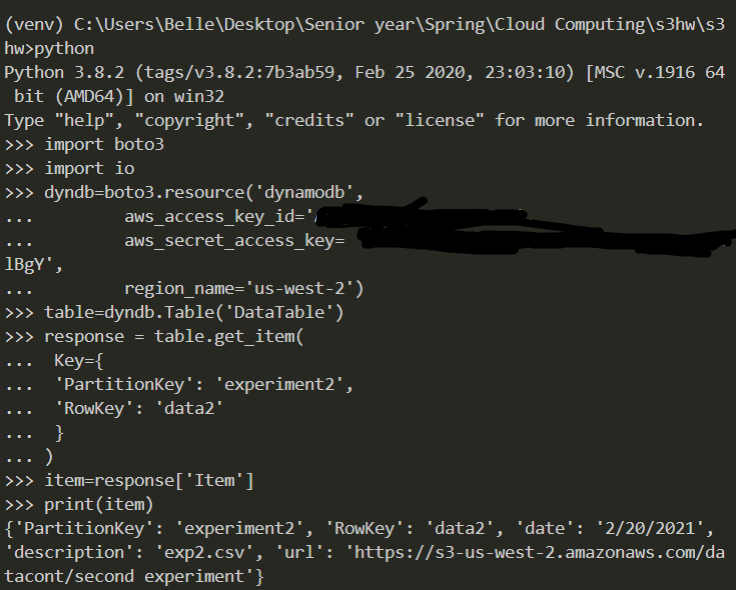 (venv) C:\Users\Belle\Desktop\Senior year\Spring\Cloud Computing\s3hw\s3
hw>python
Python 3.8.2 (tags/v3.8.2:7b3ab59, Feb 25 2020, 23:03:10) [MSC v.1916 64
 bit (AMD64)] on win32
Type "help", "copyright", "credits" or "license" for more information.
>>> import boto3
>>> import io
>>> dyndb=boto3.resource('dynamodb',
...         aws_access_key_id='
...         aws_secret_access_key=
lBgY',
...         region_name='us-west-2')
>>> table=dyndb.Table('DataTable')
>>> response = table.get_item(
...  Key={
...  'PartitionKey': 'experiment2',
...  'RowKey': 'data2'
...  }
... )
>>> item=response['Item']
>>> print(item)
{'PartitionKey': 'experiment2', 'RowKey': 'data2', 'date': '2/20/2021',
'description': 'exp2.csv', 'url': 'https://s3-us-west-2.amazonaws.com/da
tacont/second experiment'}